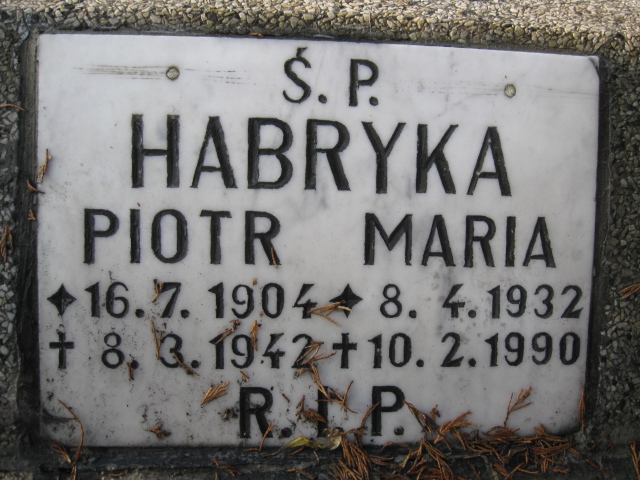 Ś. P.
HABRYKA
PIOTR MARIA
✦ 16. 7. 1904 ✦ 8. 4. 1932
† 8. 3. 1942 † 10. 2. 1990
R. I. P.